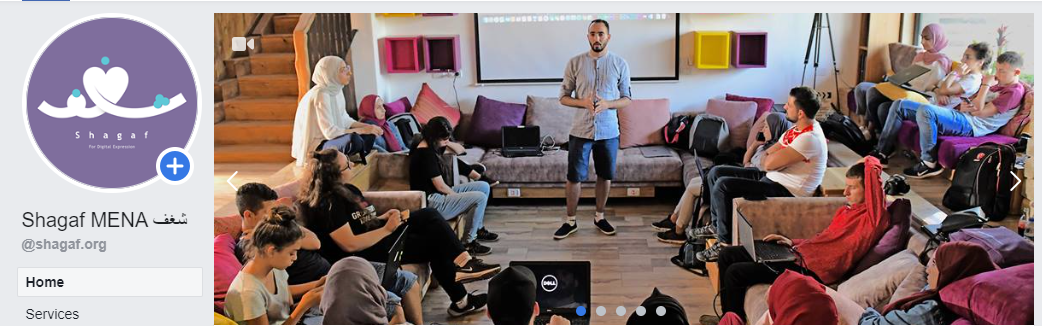 شغف
Shagaf
For Digital Expression
Shagaf MENA شغف
@shagaf.org
Home
Services
DELL